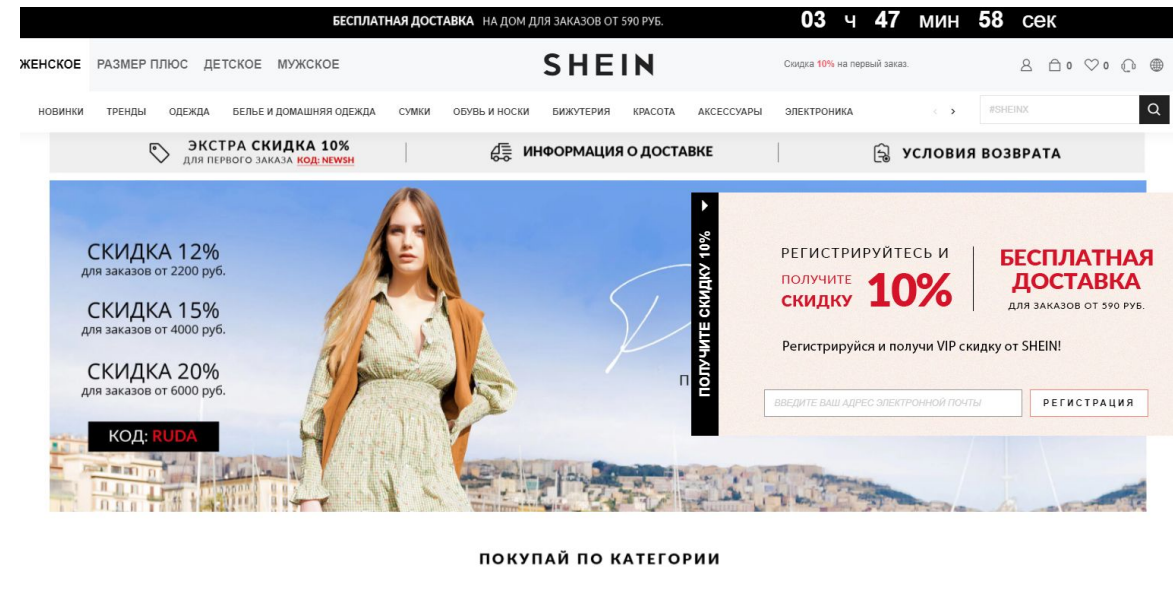 БЕСПЛАТНАЯ ДОСТАВКА НА ДОМ ДЛЯ ЗАКАЗОВ ОТ 590 РУБ. 03 ч 47 мин 58 сек
ЖЕНСКОЕ РАЗМЕР ПЛЮС ДЕТСКОЕ МУЖСКОЕ SHEIN Скидка 10% на первый заказ. 0 0
НОВИНКИ ТРЕНДЫ ОДЕЖДА БЕЛЬЕ И ДОМАШНЯЯ ОДЕЖДА СУМКИ ОБУВЬ И НОСКИ БИЖУТЕРИЯ КРАСОТА АКСЕССУАРЫ ЭЛЕКТРОНИКА #SHEINX
ЭКСТРА СКИДКА 10%
ДЛЯ ПЕРВОГО ЗАКАЗА КОД: NEWSH
ИНФОРМАЦИЯ О ДОСТАВКЕ
УСЛОВИЯ ВОЗВРАТА
СКИДКА 12%
для заказов от 2200 руб.
СКИДКА 15%
для заказов от 4000 руб.
СКИДКА 20%
для заказов от 6000 руб.
КОД: RUDA
ПОЛУЧИТЕ СКИДКУ 10%
РЕГИСТРИРУЙТЕСЬ И
ПОЛУЧИТЕ
СКИДКУ 10%
БЕСПЛАТНАЯ
ДОСТАВКА
ДЛЯ ЗАКАЗОВ ОТ 590 РУБ.
Регистрируйся и получи VIP скидку от SHEIN!
ВВЕДИТЕ ВАШ АДРЕС ЭЛЕКТРОННОЙ ПОЧТЫ РЕГИСТРАЦИЯ
ПОКУПАЙ ПО КАТЕГОРИИ